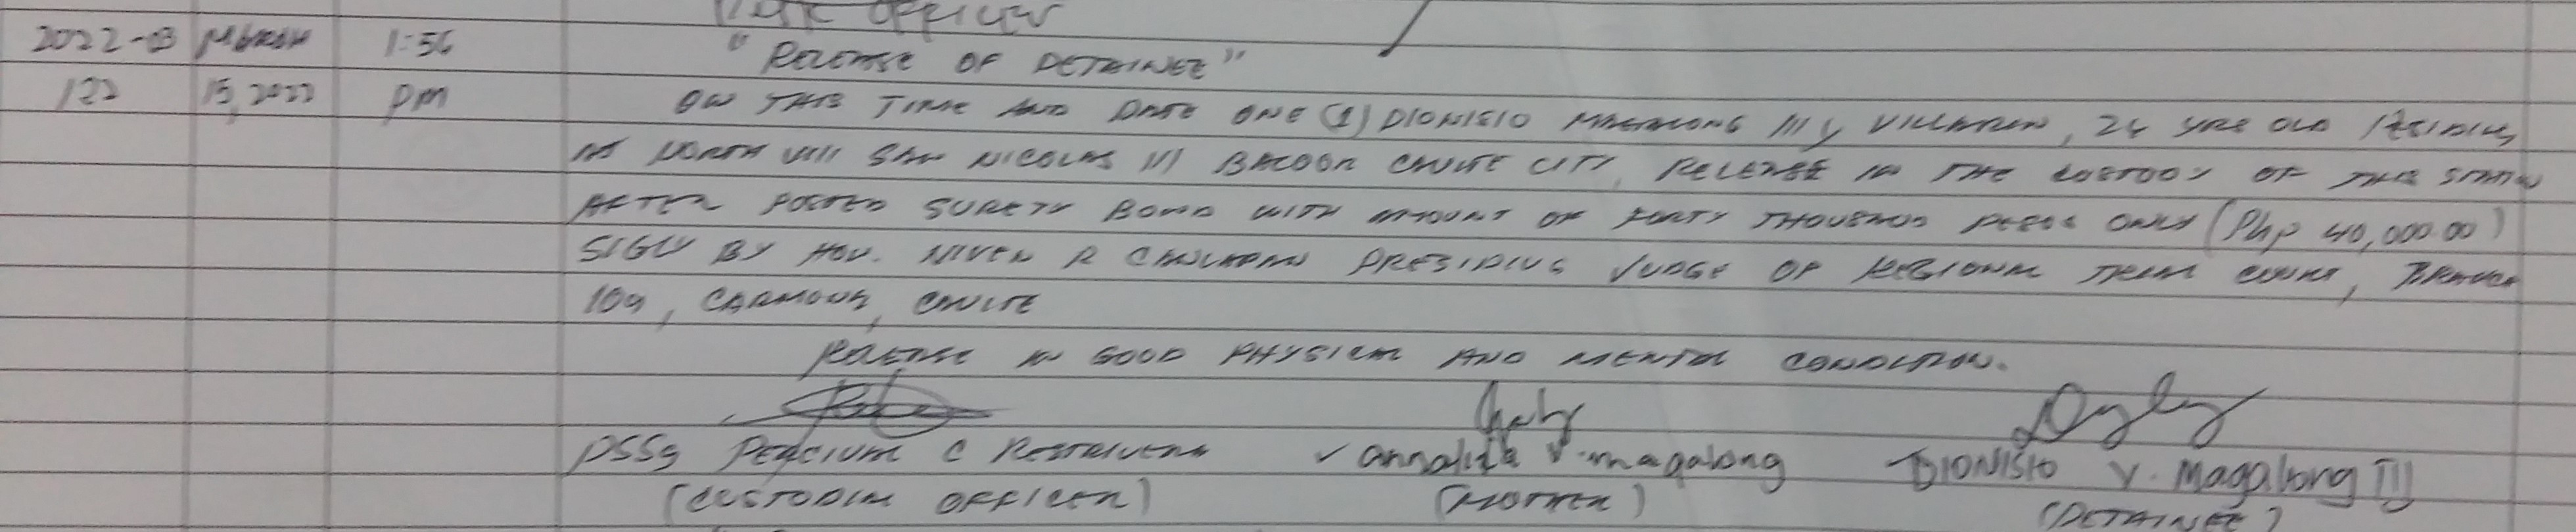 Desk Officer
2022-03 March 1:56 "RELEASE OF DETAINEE"
122 15, 2022 pm ON THIS TIME AND DATE ONE (1) DIONISIO MAGALONG III y VILLARIN, 24 YRS OLD RESIDING
AT NORTH VILL SAN NICOLAS III BACOOR CAVITE CITY, RELEASE IN THE CUSTODY OF THIS STATION
AFTER POSTED SURETY BOND WITH AMOUNT OF FORTY THOUSAND PESOS ONLY (Php 40,000.00)
SIGN BY HON. NIVEN R CANLAPAN PRESIDING JUDGE OF REGIONAL TRIAL COURT, BRANCH
109, CARMONA, CAVITE
RELEASE IN GOOD PHYSICAL AND MENTAL CONDITION.
PSSg PERCIVAL C RESTRIVERA annalita V. magalong DIONISIO V. Magalong III
(CUSTODIAL OFFICER) (MOTHER) (DETAINEE)